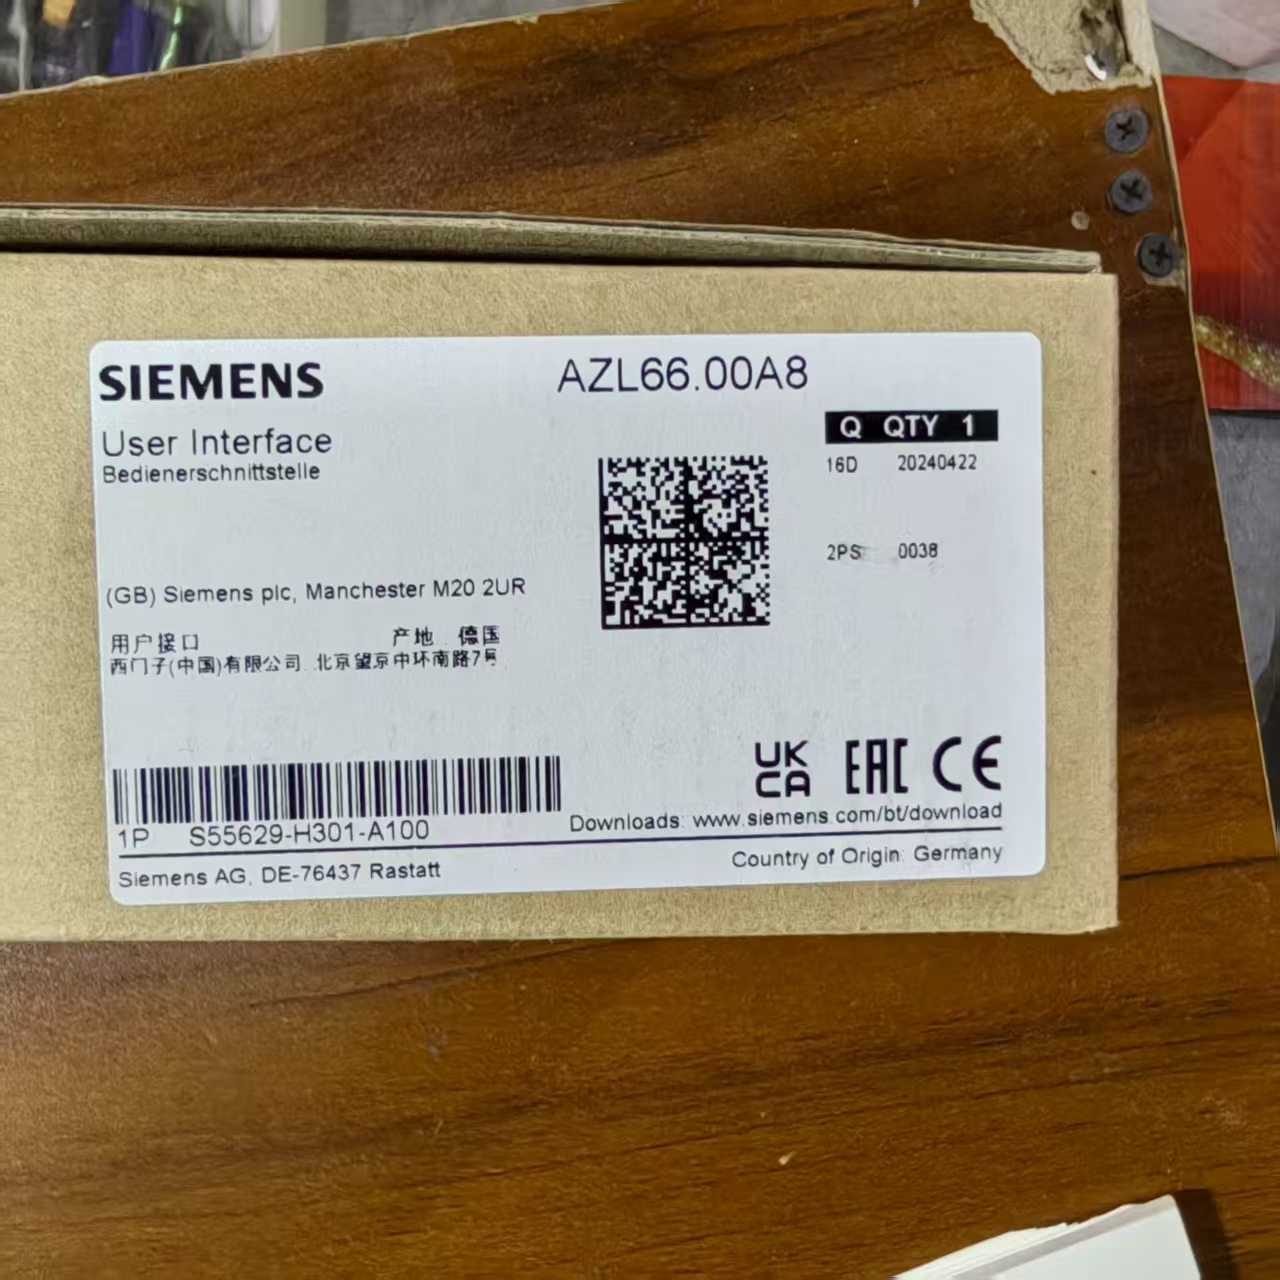 SIEMENS
AZL66.00A8
User Interface
Bedienerschnittstelle
Q QTY 1
16D 20240422
2PS 0038
(GB) Siemens plc, Manchester M20 2UR
用户接口 产地 德国
西门子(中国)有限公司 北京望京中环南路7号
UK
CA
EAC CE
1P S55629-H301-A100
Downloads: www.siemens.com/bt/download
Siemens AG, DE-76437 Rastatt
Country of Origin: Germany